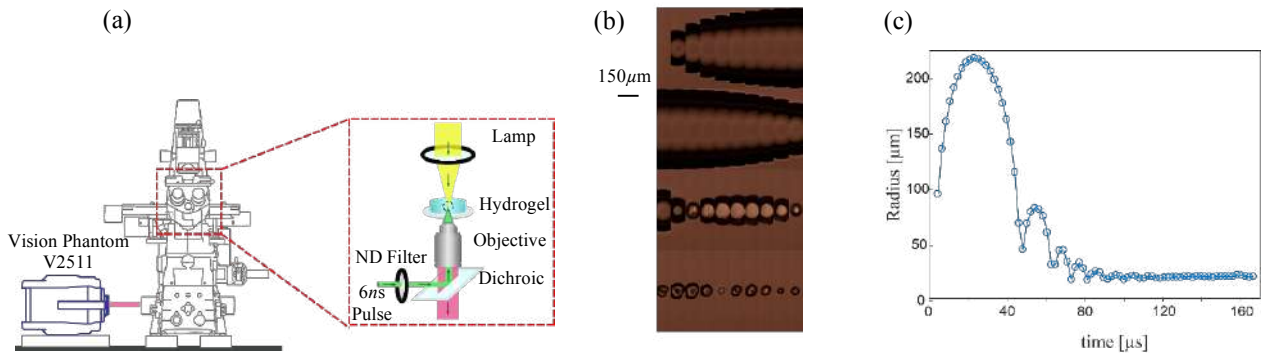 (a)
(b)
(c)
Vision Phantom
V2511
Lamp
Hydrogel
Objective
Dichroic
ND Filter
6ns
Pulse
150μm
Radius [μm]
200
150
100
50
0
0
40
80
120
160
time [μs]